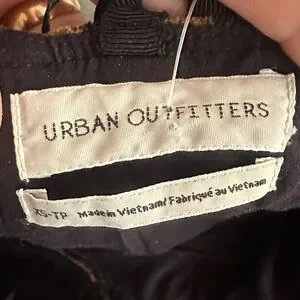 URBAN OUTFITTERS
XS-TP Made in Vietnam/Fabriqué au Vietnam